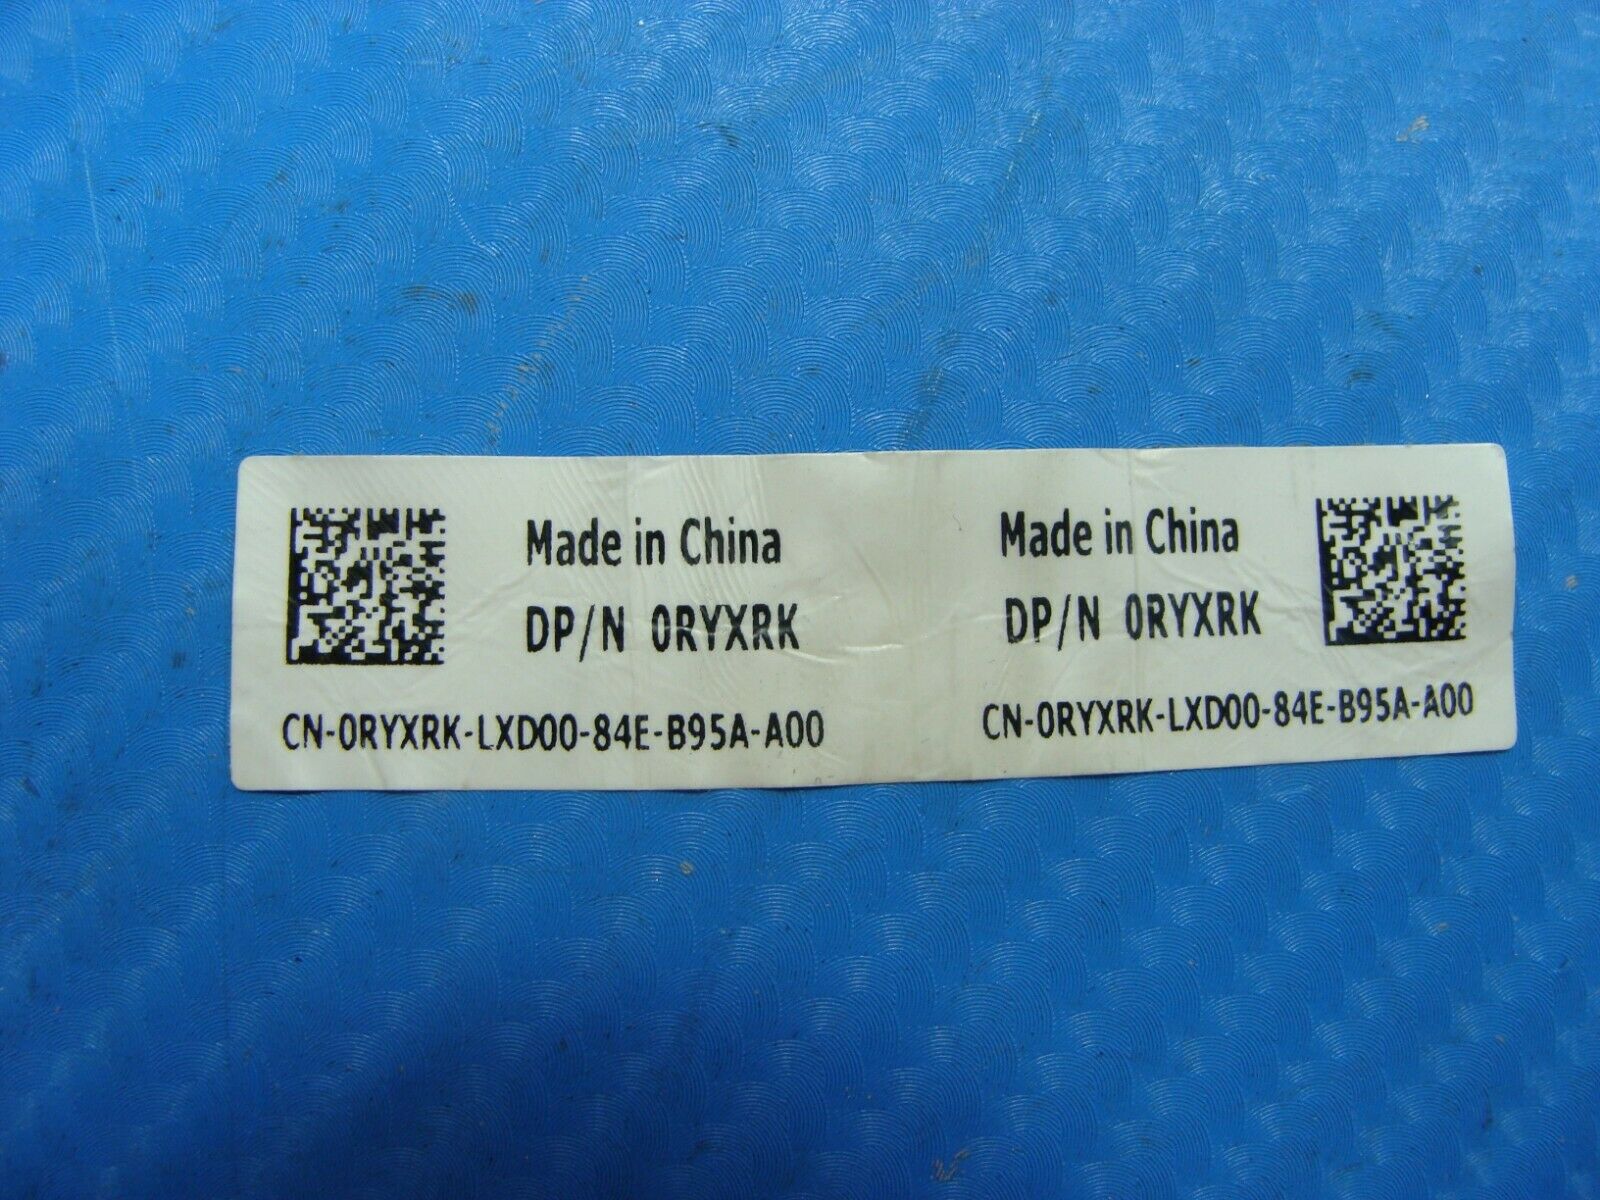 Made in China
DP/N 0RYXRK
CN-0RYXRK-LXD00-84E-B95A-A00
Made in China
DP/N 0RYXRK
CN-0RYXRK-LXD00-84E-B95A-A00